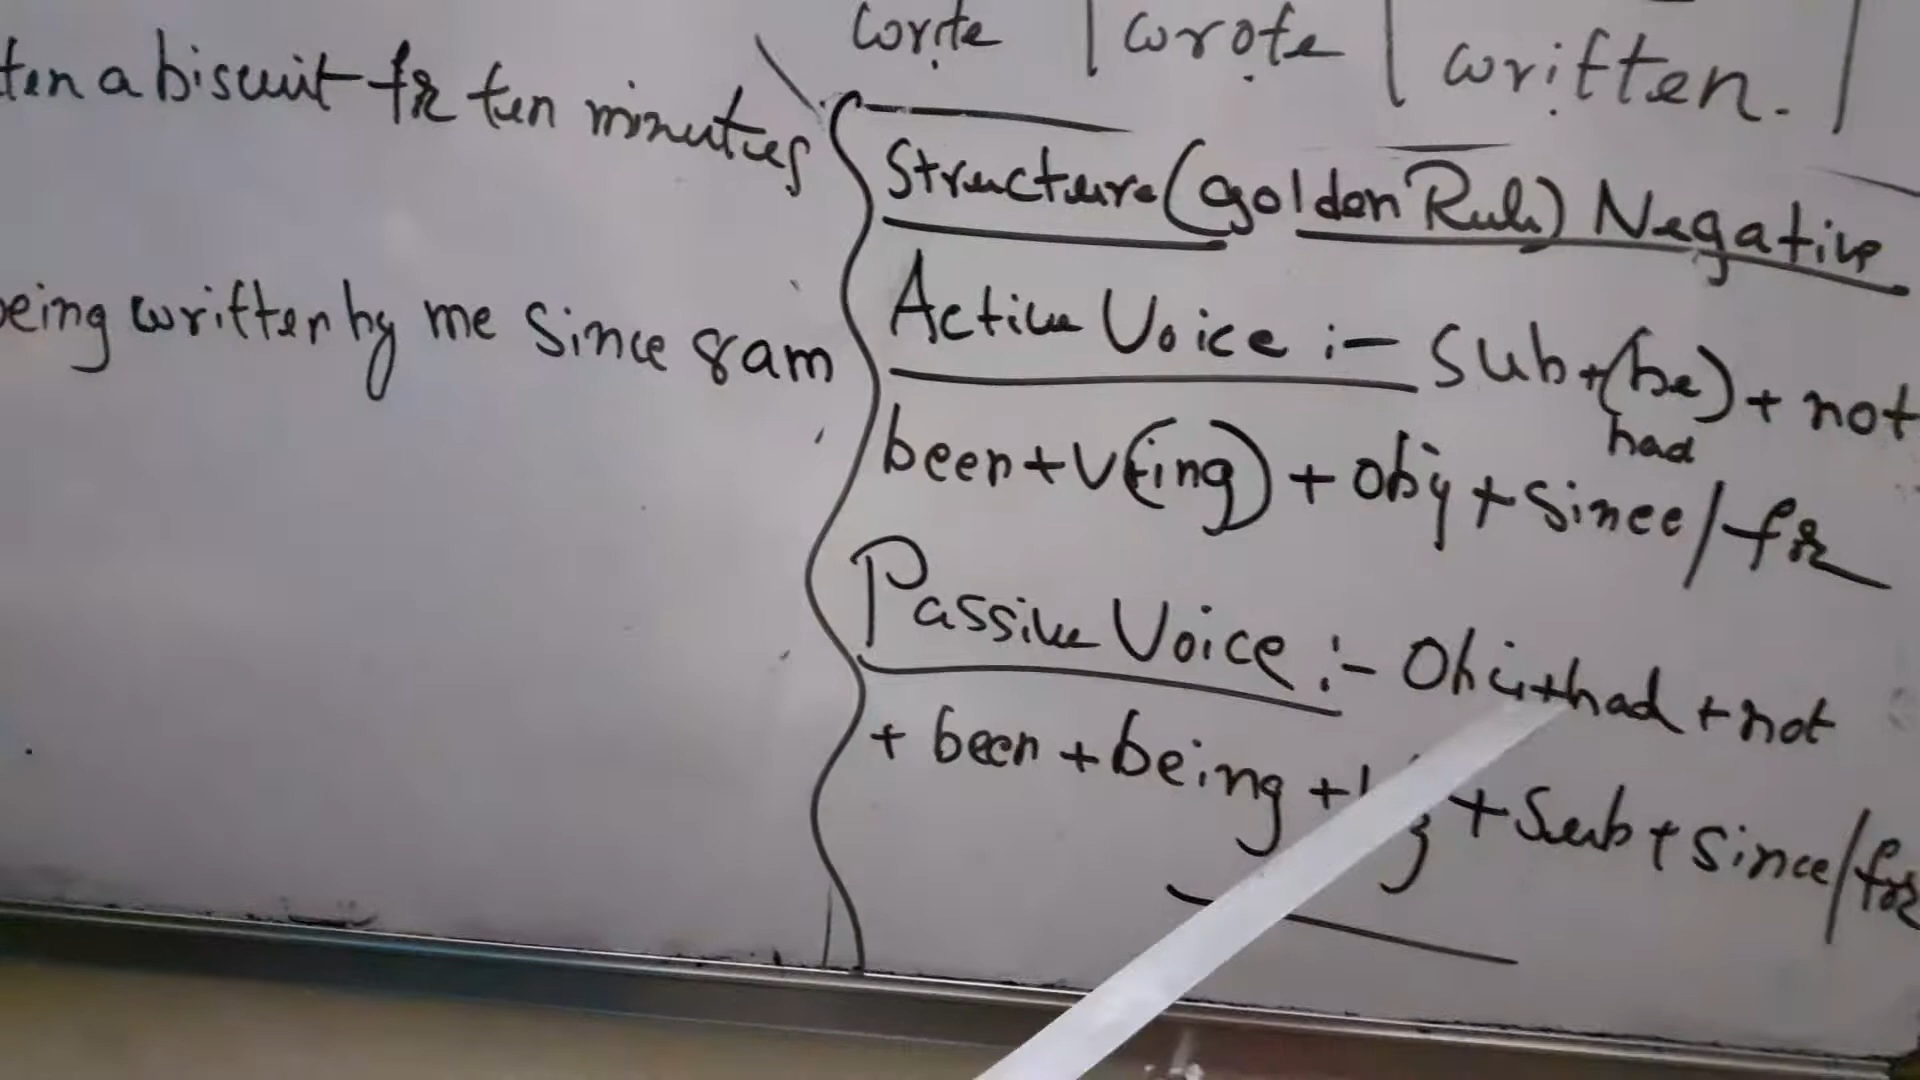 write | wrote | written. |
a biscuit for ten minutes
Structure (golden Rule) Negative
Active Voice :- Sub + (be) + not
had
been + V(ing) + obj + since/for
being written by me since 8am
Passive Voice :- Obj + had + not
+ been + being + + Sub + since/for